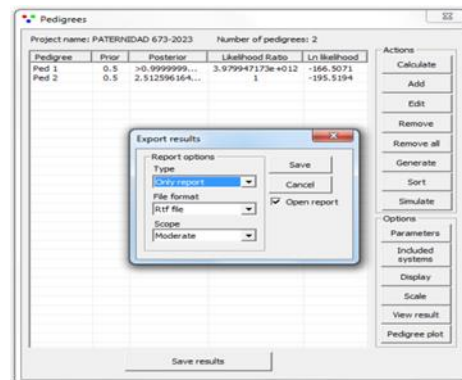 Pedigrees
Project name: PATERNIDAD 673-2023 Number of pedigrees: 2
Pedigree Prior Posterior Likelihood Ratio Ln likelihood
Ped 1 0.5 >0.9999999... 3.979947173e+012 -166.5071
Ped 2 0.5 2.512596164... 1 -195.5194
Actions
Calculate
Add
Edit
Remove
Remove all
Generate
Sort
Simulate
Options
Parameters
Included
systems
Display
Scale
View result
Pedigree plot
Export results
Report options
Type
Only report
File format
Rtf file
Scope
Moderate
Save
Cancel
Open report
Save results